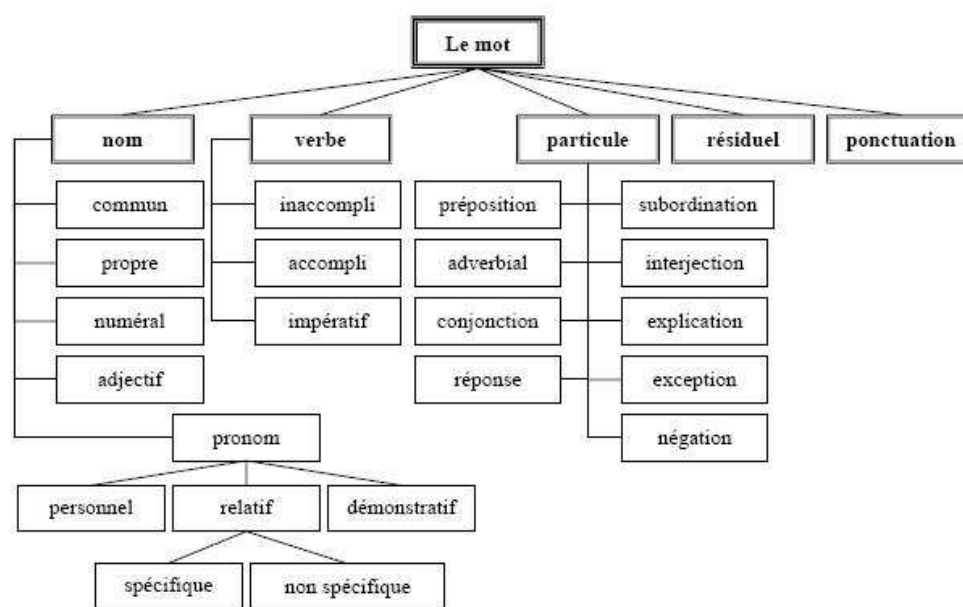 Le mot
nom verbe particule résiduel ponctuation
commun inaccompli préposition subordination
propre accompli adverbial interjection
numéral impératif conjonction explication
adjectif réponse exception
pronom négation
personnel relatif démonstratif
spécifique non spécifique